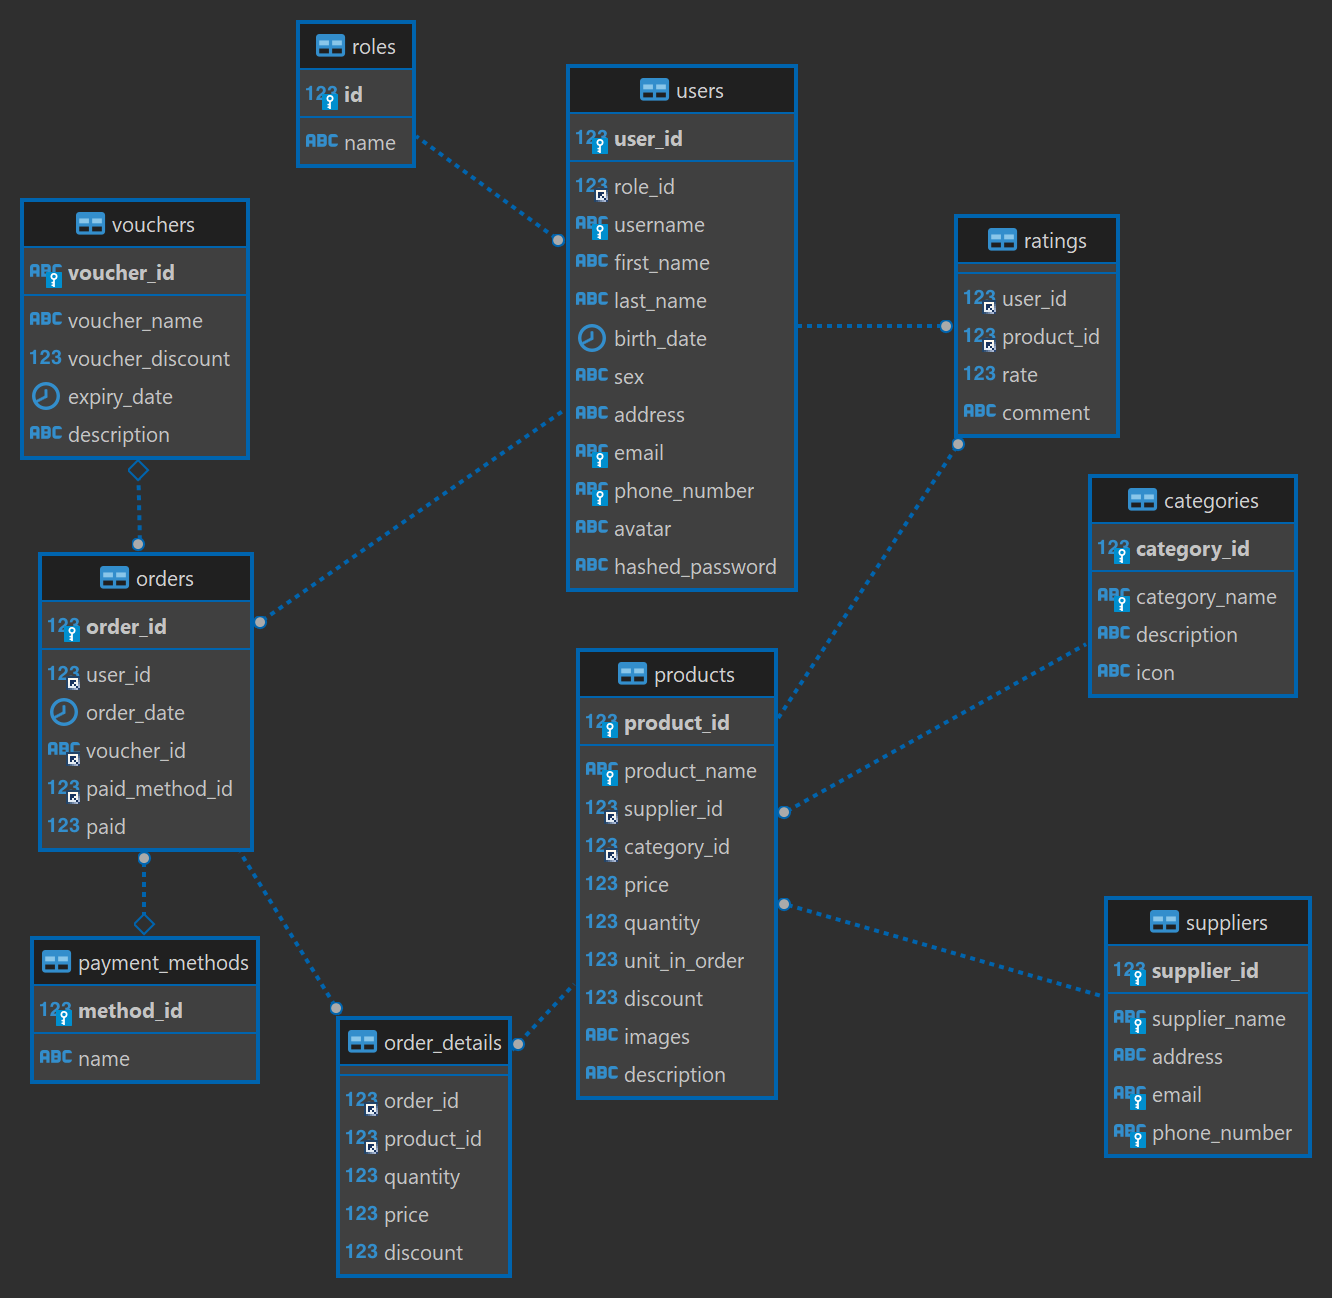 roles
123 id
ABC name
users
123 user_id
123 role_id
ABC username
ABC first_name
ABC last_name
birth_date
ABC sex
ABC address
ABC email
ABC phone_number
ABC avatar
ABC hashed_password
vouchers
ABC voucher_id
ABC voucher_name
123 voucher_discount
expiry_date
ABC description
ratings
123 user_id
123 product_id
123 rate
ABC comment
categories
123 category_id
ABC category_name
ABC description
ABC icon
orders
123 order_id
123 user_id
order_date
ABC voucher_id
123 paid_method_id
123 paid
products
123 product_id
ABC product_name
123 supplier_id
123 category_id
123 price
123 quantity
123 unit_in_order
123 discount
ABC images
ABC description
suppliers
123 supplier_id
ABC supplier_name
ABC address
ABC email
ABC phone_number
payment_methods
123 method_id
ABC name
order_details
123 order_id
123 product_id
123 quantity
123 price
123 discount